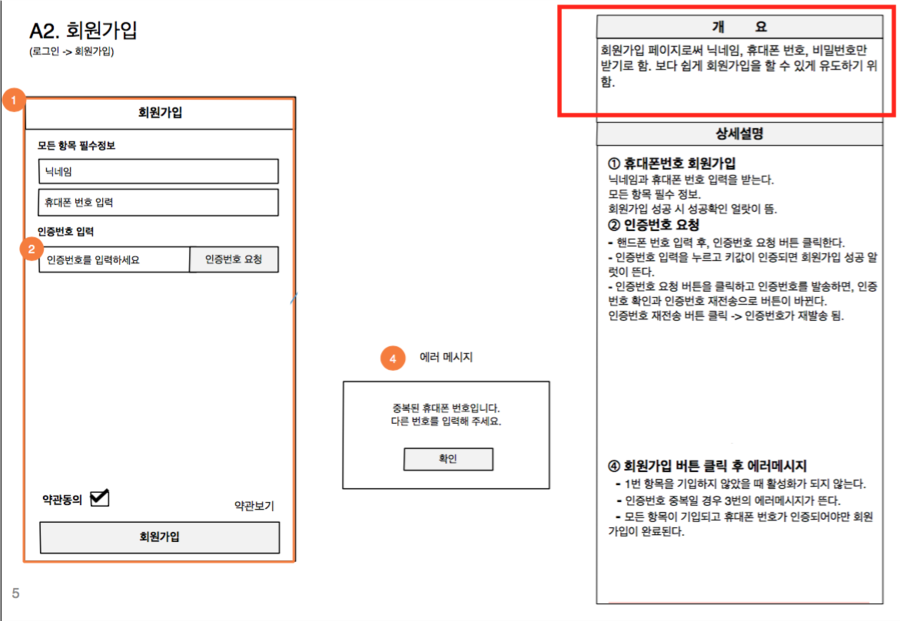 A2. 회원가입
(로그인 -> 회원가입)
1
회원가입
모든 항목 필수정보
닉네임
휴대폰 번호 입력
인증번호 입력
2
인증번호를 입력하세요
인증번호 요청
약관동의
약관보기
회원가입
5
4
에러 메시지
중복된 휴대폰 번호입니다.
다른 번호를 입력해 주세요.
확인
개 요
회원가입 페이지로써 닉네임, 휴대폰 번호, 비밀번호만
받기로 함. 보다 쉽게 회원가입을 할 수 있게 유도하기 위
함.
상세설명
① 휴대폰번호 회원가입
닉네임과 휴대폰 번호 입력을 받는다.
모든 항목 필수 정보.
회원가입 성공 시 성공확인 얼랏이 뜸.
② 인증번호 요청
- 핸드폰 번호 입력 후, 인증번호 요청 버튼 클릭한다.
- 인증번호 입력을 누르고 키값이 인증되면 회원가입 성공 알
럿이 뜬다.
- 인증번호 요청 버튼을 클릭하고 인증번호를 발송하면, 인증
번호 확인과 인증번호 재전송으로 버튼이 바뀐다.
인증번호 재전송 버튼 클릭 -> 인증번호가 재발송 됨.
④ 회원가입 버튼 클릭 후 에러메시지
- 1번 항목을 기입하지 않았을 때 활성화가 되지 않는다.
- 인증번호 중복일 경우 3번의 에러메시지가 뜬다.
- 모든 항목이 기입되고 휴대폰 번호가 인증되어야만 회원
가입이 완료된다.